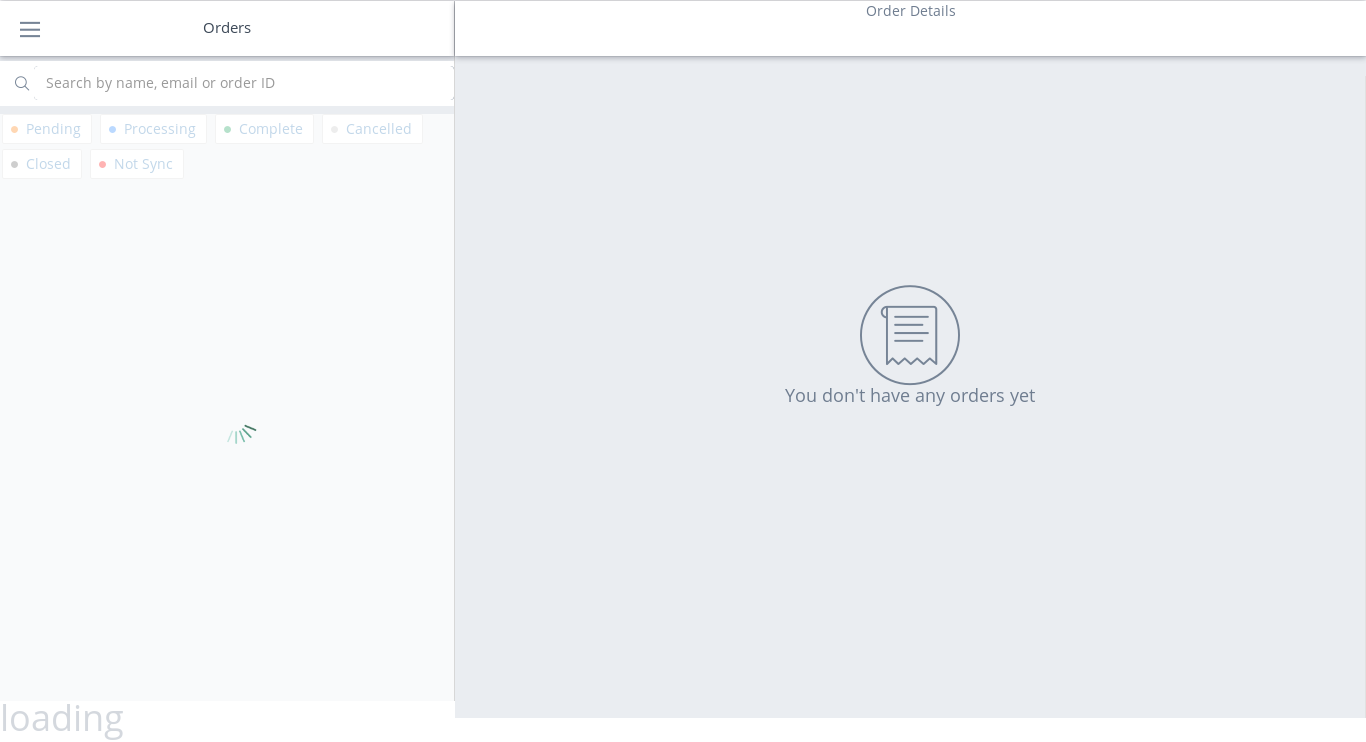 Orders
Order Details
Search by name, email or order ID
Pending
Processing
Complete
Cancelled
Closed
Not Sync
You don't have any orders yet
loading